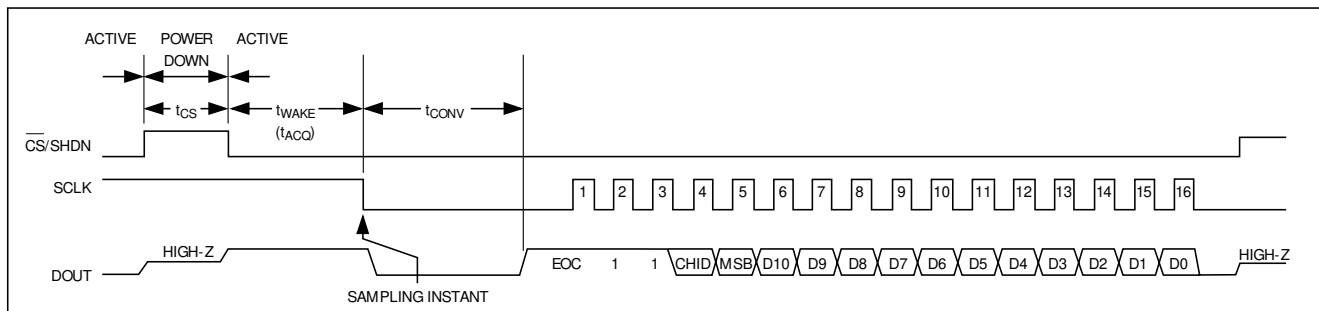 ACTIVE POWER DOWN ACTIVE
tCS tWAKE (tACQ) tCONV
CS/SHDN
SCLK 1 2 3 4 5 6 7 8 9 10 11 12 13 14 15 16
DOUT HIGH-Z EOC 1 1 CHID MSB D10 D9 D8 D7 D6 D5 D4 D3 D2 D1 D0 HIGH-Z
SAMPLING INSTANT